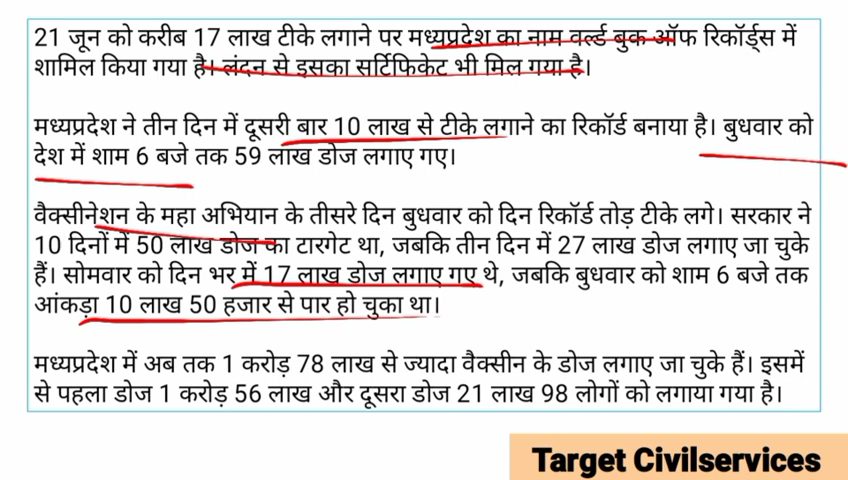 21 जून को करीब 17 लाख टीके लगाने पर मध्यप्रदेश का नाम वर्ल्ड बुक ऑफ रिकॉर्ड्स में
शामिल किया गया है। लंदन से इसका सर्टिफिकेट भी मिल गया है।
मध्यप्रदेश ने तीन दिन में दूसरी बार 10 लाख से टीके लगाने का रिकॉर्ड बनाया है। बुधवार को
देश में शाम 6 बजे तक 59 लाख डोज लगाए गए।
वैक्सीनेशन के महा अभियान के तीसरे दिन बुधवार को दिन रिकॉर्ड तोड़ टीके लगे। सरकार ने
10 दिनों में 50 लाख डोज का टारगेट था, जबकि तीन दिन में 27 लाख डोज लगाए जा चुके
हैं। सोमवार को दिन भर में 17 लाख डोज लगाए गए थे, जबकि बुधवार को शाम 6 बजे तक
आंकड़ा 10 लाख 50 हजार से पार हो चुका था।
मध्यप्रदेश में अब तक 1 करोड़ 78 लाख से ज्यादा वैक्सीन के डोज लगाए जा चुके हैं। इसमें
से पहला डोज 1 करोड़ 56 लाख और दूसरा डोज 21 लाख 98 लोगों को लगाया गया है।
Target Civilservices